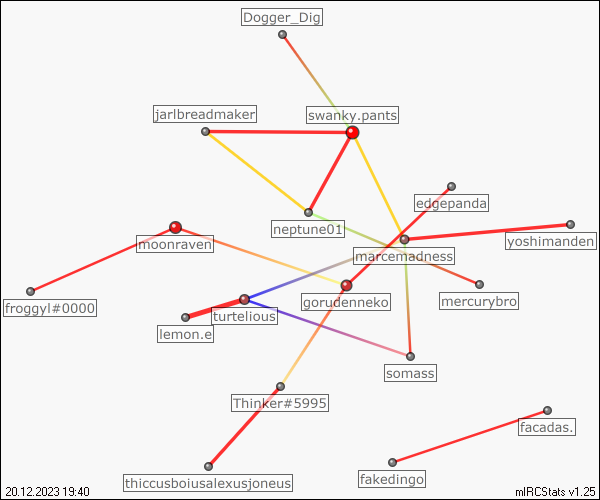 Dogger_Dig
jarlbreadmaker
swanky.pants
edgepanda
neptune01
yoshimanden
moonraven
marcemadness
froggyl#0000
gorudenneko
mercurybro
turtelious
lemon.e
somass
Thinker#5995
facadas.
thiccusboiusalexusjoneus
fakedingo
20.12.2023 19:40
mIRCStats v1.25